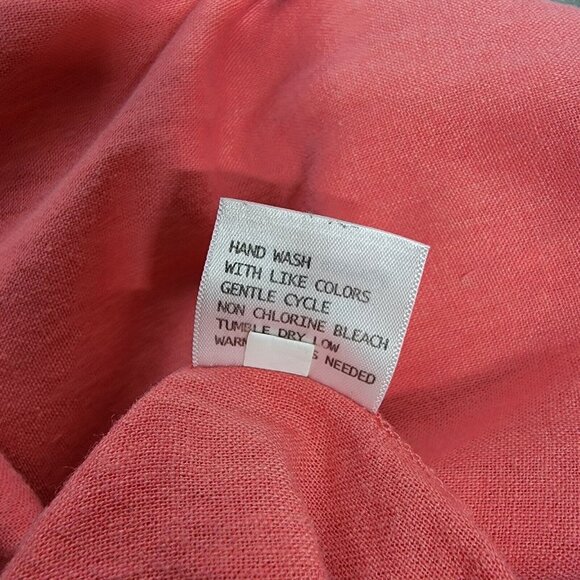 HAND WASH
WITH LIKE COLORS
GENTLE CYCLE
NON CHLORINE BLEACH
TUMBLE DRY LOW
WARM S NEEDED